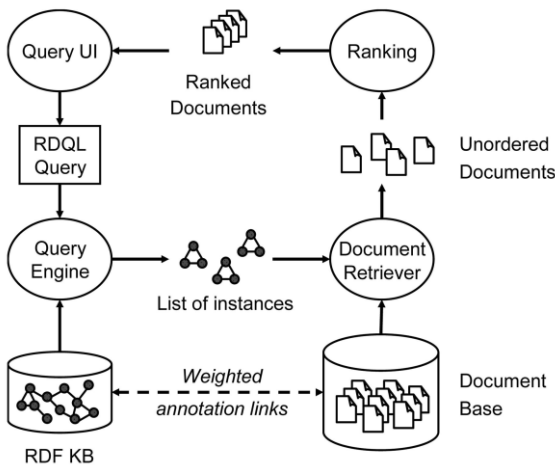 Query UI
Ranked
Documents
Ranking
RDQL
Query
Unordered
Documents
Query
Engine
List of instances
Document
Retriever
Weighted
annotation links
Document
Base
RDF KB